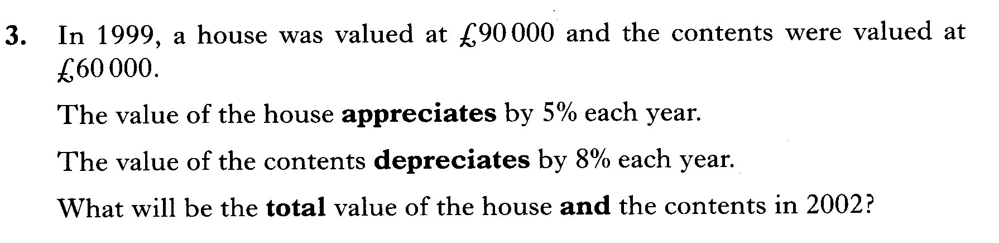 3. In 1999, a house was valued at £90 000 and the contents were valued at
£60 000.
The value of the house appreciates by 5% each year.
The value of the contents depreciates by 8% each year.
What will be the total value of the house and the contents in 2002?